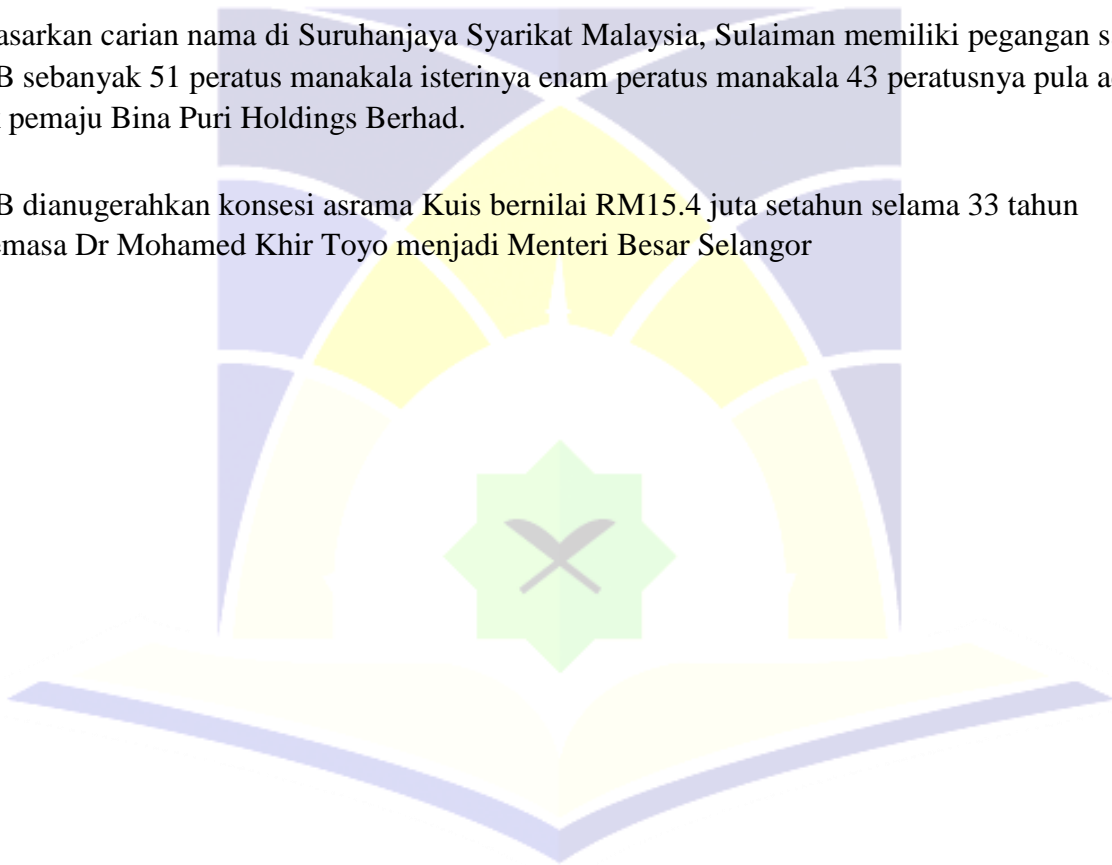 asarkan carian nama di Suruhanjaya Syarikat Malaysia, Sulaiman memiliki pegangan s
B sebanyak 51 peratus manakala isterinya enam peratus manakala 43 peratusnya pula a
pemaju Bina Puri Holdings Berhad.
B dianugerahkan konsesi asrama Kuis bernilai RM15.4 juta setahun selama 33 tahun
emasa Dr Mohamed Khir Toyo menjadi Menteri Besar Selangor